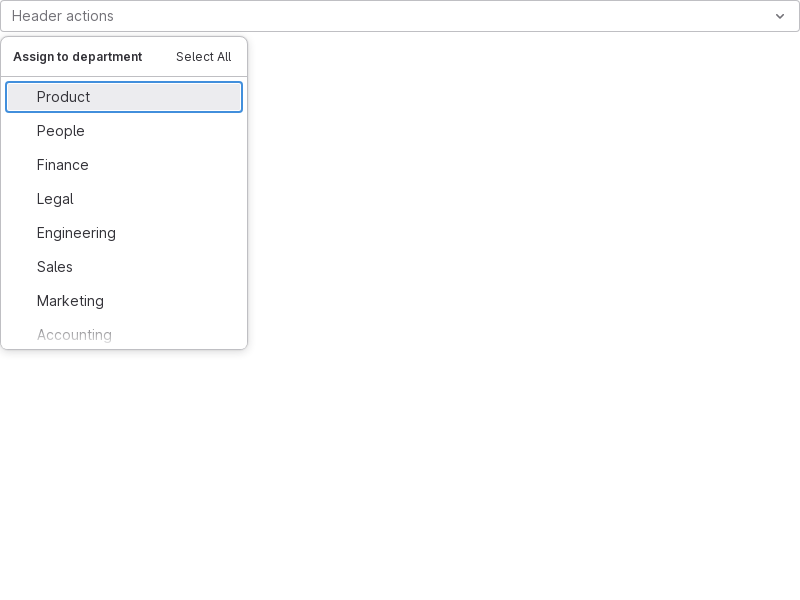 Header actions
Assign to department Select All
Product
People
Finance
Legal
Engineering
Sales
Marketing
Accounting